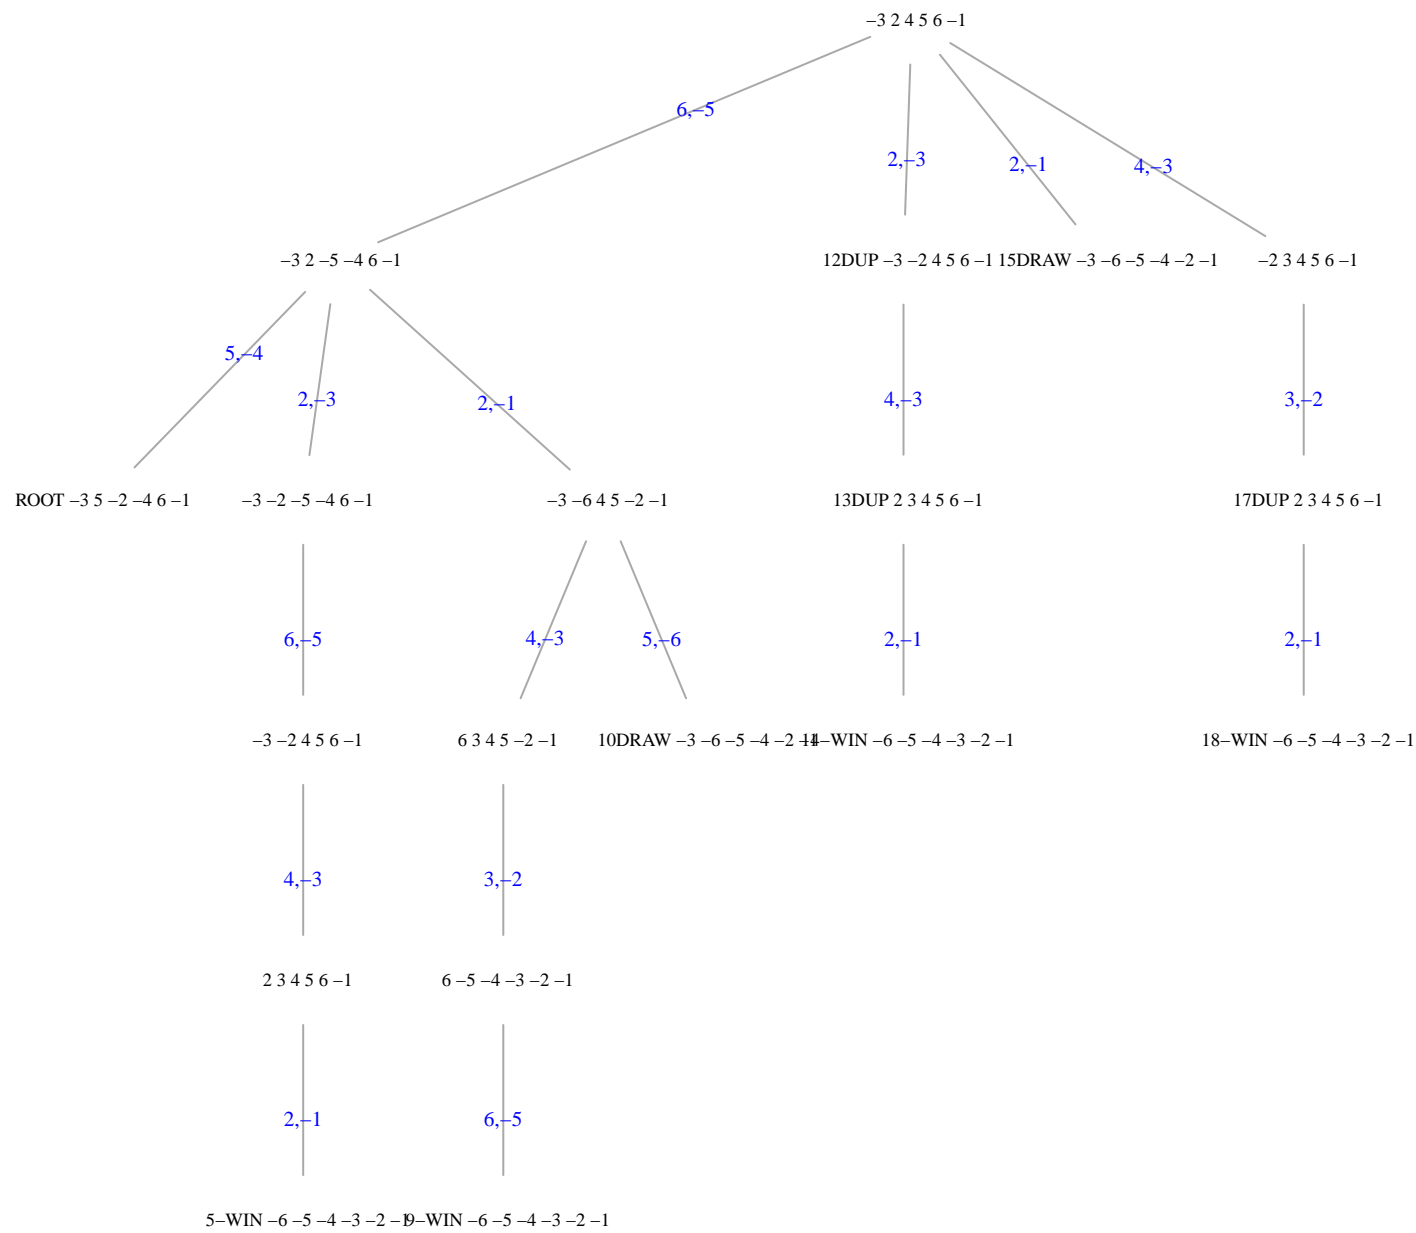 –3 2 4 5 6 –1
6,–5
2,–3
2,–1
4,–3
–3 2 –5 –4 6 –1
12DUP –3 –2 4 5 6 –1
15DRAW –3 –6 –5 –4 –2 –1
–2 3 4 5 6 –1
5,–4
2,–3
2,–1
4,–3
3,–2
ROOT –3 5 –2 –4 6 –1
–3 –2 –5 –4 6 –1
–3 –6 4 5 –2 –1
13DUP 2 3 4 5 6 –1
17DUP 2 3 4 5 6 –1
6,–5
4,–3
5,–6
2,–1
2,–1
–3 –2 4 5 6 –1
6 3 4 5 –2 –1
10DRAW –3 –6 –5 –4 –2 –1
14–WIN –6 –5 –4 –3 –2 –1
18–WIN –6 –5 –4 –3 –2 –1
4,–3
3,–2
2 3 4 5 6 –1
6 –5 –4 –3 –2 –1
2,–1
6,–5
5–WIN –6 –5 –4 –3 –2 –1
9–WIN –6 –5 –4 –3 –2 –1